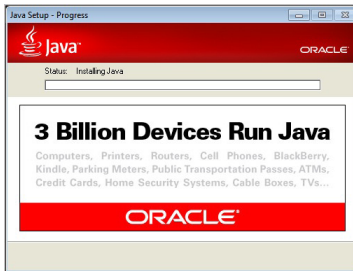 Java Setup - Progress
Java™
ORACLE
Status: Installing Java
3 Billion Devices Run Java
Computers, Printers, Routers, Cell Phones, BlackBerry,
Kindle, Parking Meters, Public Transportation Passes, ATMs,
Credit Cards, Home Security Systems, Cable Boxes, TVs...
ORACLE®